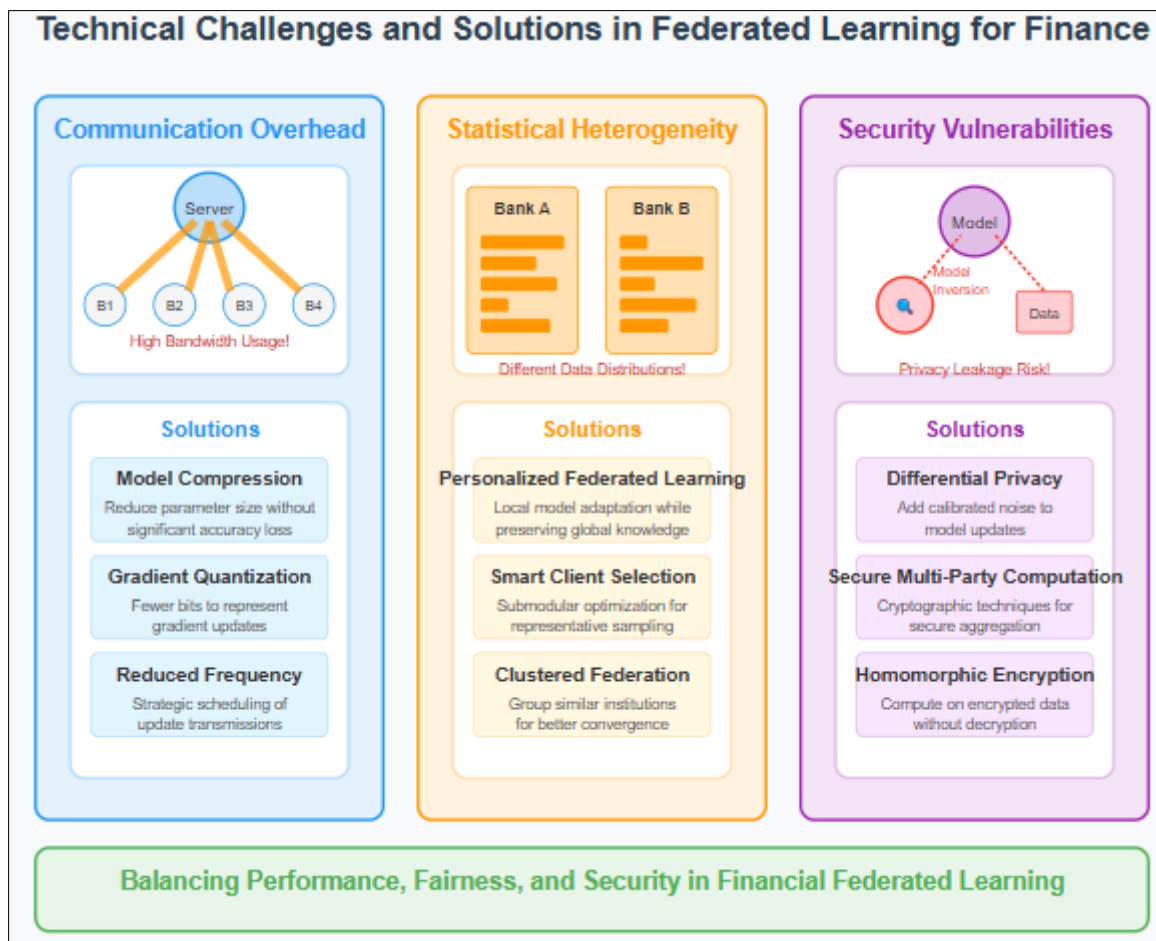 Technical Challenges and Solutions in Federated Learning for Finance
Communication Overhead
Server
B1
B2
B3
B4
High Bandwidth Usage!
Solutions
Model Compression
Reduce parameter size without
significant accuracy loss
Gradient Quantization
Fewer bits to represent
gradient updates
Reduced Frequency
Strategic scheduling of
update transmissions
Statistical Heterogeneity
Bank A
Bank B
Different Data Distributions!
Solutions
Personalized Federated Learning
Local model adaptation while
preserving global knowledge
Smart Client Selection
Submodular optimization for
representative sampling
Clustered Federation
Group similar institutions
for better convergence
Security Vulnerabilities
Model
Model
Inversion
Data
Privacy Leakage Risk!
Solutions
Differential Privacy
Add calibrated noise to
model updates
Secure Multi-Party Computation
Cryptographic techniques for
secure aggregation
Homomorphic Encryption
Compute on encrypted data
without decryption
Balancing Performance, Fairness, and Security in Financial Federated Learning